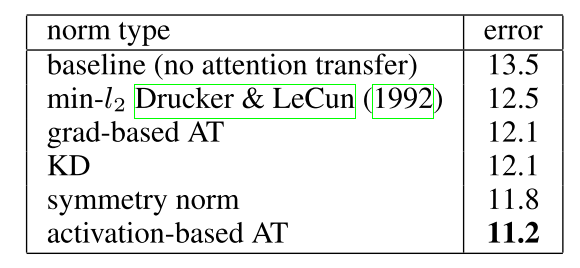 norm type error
baseline (no attention transfer) 13.5
min-l₂ Drucker & LeCun (1992) 12.5
grad-based AT 12.1
KD 12.1
symmetry norm 11.8
activation-based AT 11.2